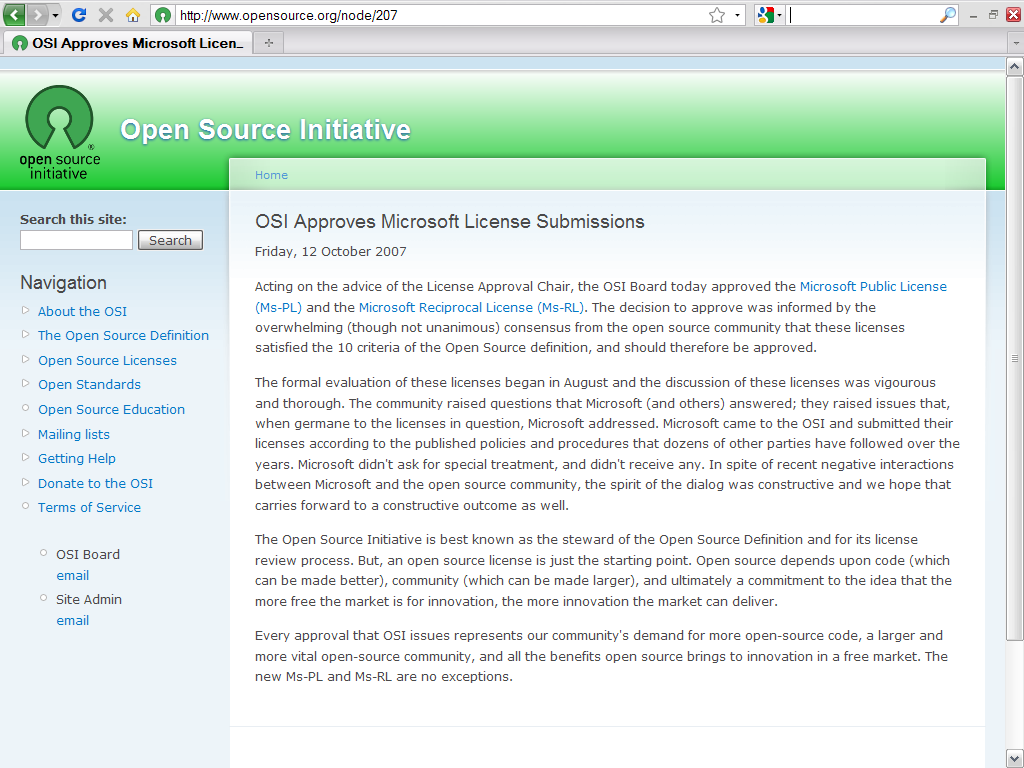 http://www.opensource.org/node/207
OSI Approves Microsoft Licen...
Open Source Initiative
open source
initiative
®
Home
Search this site:
Search
Navigation
About the OSI
The Open Source Definition
Open Source Licenses
Open Standards
Open Source Education
Mailing lists
Getting Help
Donate to the OSI
Terms of Service
OSI Board
email
Site Admin
email
OSI Approves Microsoft License Submissions
Friday, 12 October 2007
Acting on the advice of the License Approval Chair, the OSI Board today approved the Microsoft Public License
(Ms-PL) and the Microsoft Reciprocal License (Ms-RL). The decision to approve was informed by the
overwhelming (though not unanimous) consensus from the open source community that these licenses
satisfied the 10 criteria of the Open Source definition, and should therefore be approved.
The formal evaluation of these licenses began in August and the discussion of these licenses was vigourous
and thorough. The community raised questions that Microsoft (and others) answered; they raised issues that,
when germane to the licenses in question, Microsoft addressed. Microsoft came to the OSI and submitted their
licenses according to the published policies and procedures that dozens of other parties have followed over the
years. Microsoft didn't ask for special treatment, and didn't receive any. In spite of recent negative interactions
between Microsoft and the open source community, the spirit of the dialog was constructive and we hope that
carries forward to a constructive outcome as well.
The Open Source Initiative is best known as the steward of the Open Source Definition and for its license
review process. But, an open source license is just the starting point. Open source depends upon code (which
can be made better), community (which can be made larger), and ultimately a commitment to the idea that the
more free the market is for innovation, the more innovation the market can deliver.
Every approval that OSI issues represents our community's demand for more open-source code, a larger and
more vital open-source community, and all the benefits open source brings to innovation in a free market. The
new Ms-PL and Ms-RL are no exceptions.